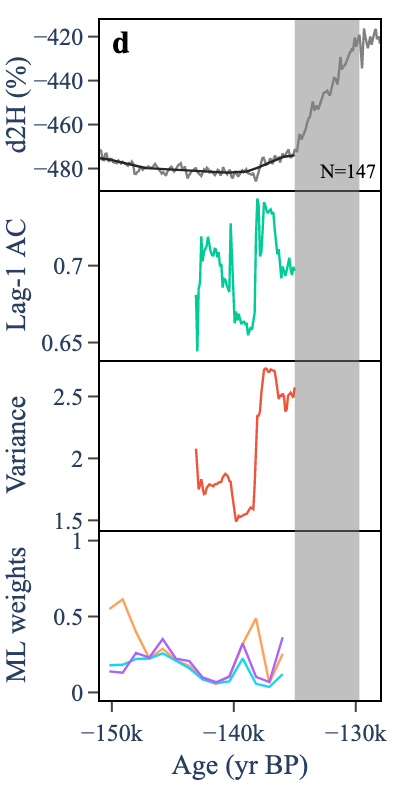 d
−420
−440
−460
−480
d2H (%)
N=147
0.7
0.65
Lag-1 AC
2.5
2
1.5
Variance
1
0.5
0
ML weights
−150k −140k −130k
Age (yr BP)